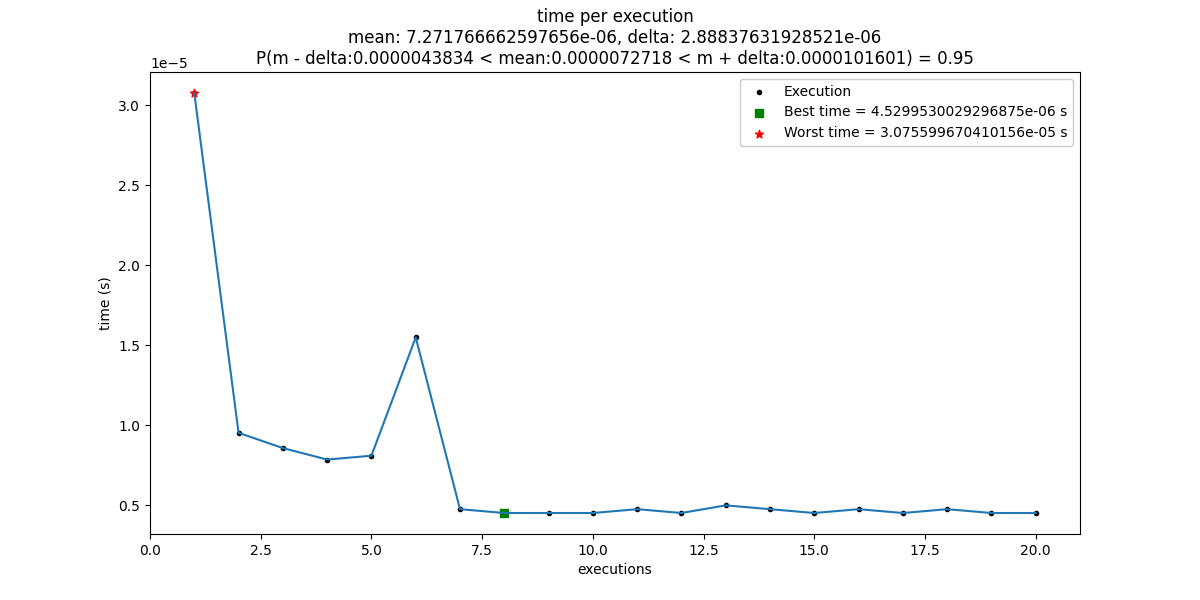 time per execution
mean: 7.271766662597656e-06, delta: 2.88837631928521e-06
P(m - delta:0.0000043834 < mean:0.0000072718 < m + delta:0.0000101601) = 0.95
1e−5
Execution
Best time = 4.5299530029296875e-06 s
Worst time = 3.075599670410156e-05 s
3.0
2.5
2.0
1.5
1.0
0.5
time (s)
0.0 2.5 5.0 7.5 10.0 12.5 15.0 17.5 20.0
executions